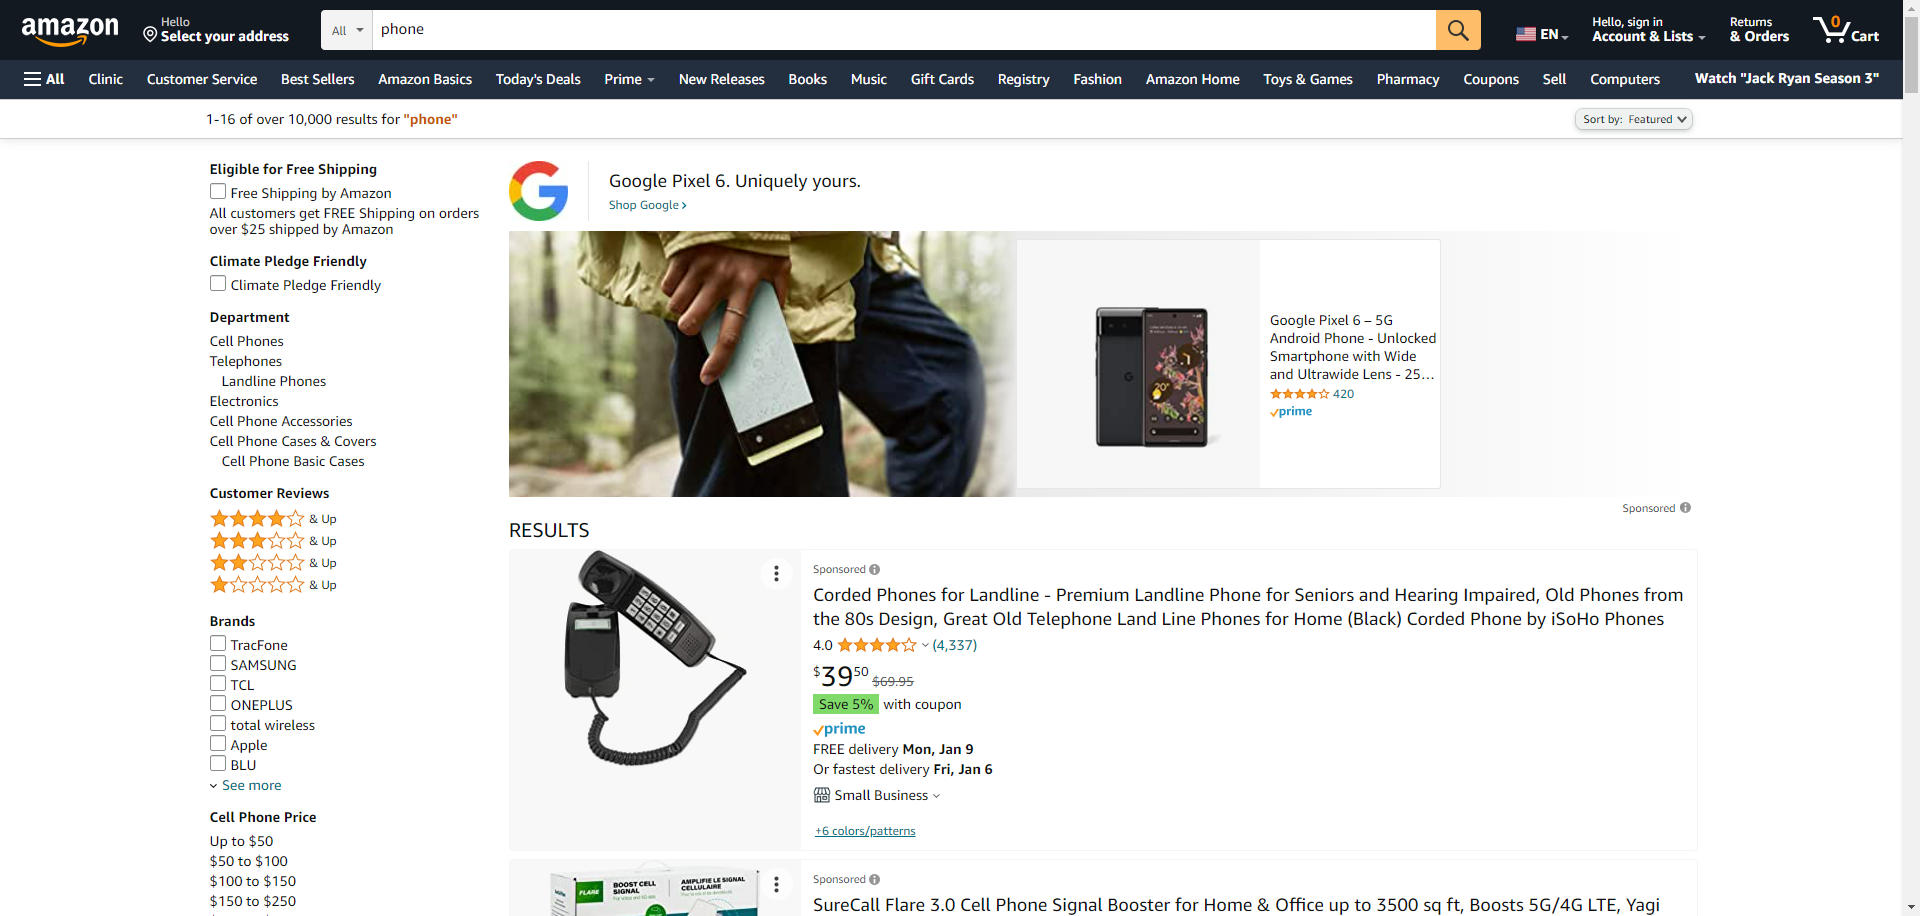 amazon
Hello
Select your address
All
phone
EN
Hello, sign in
Account & Lists
Returns
& Orders
0
Cart
All
Clinic
Customer Service
Best Sellers
Amazon Basics
Today's Deals
Prime
New Releases
Books
Music
Gift Cards
Registry
Fashion
Amazon Home
Toys & Games
Pharmacy
Coupons
Sell
Computers
Watch "Jack Ryan Season 3"
1-16 of over 10,000 results for "phone"
Sort by: Featured
Eligible for Free Shipping
Free Shipping by Amazon
All customers get FREE Shipping on orders
over $25 shipped by Amazon
Climate Pledge Friendly
Climate Pledge Friendly
Department
Cell Phones
Telephones
Landline Phones
Electronics
Cell Phone Accessories
Cell Phone Cases & Covers
Cell Phone Basic Cases
Customer Reviews
& Up
& Up
& Up
& Up
Brands
TracFone
SAMSUNG
TCL
ONEPLUS
total wireless
Apple
BLU
See more
Cell Phone Price
Up to $50
$50 to $100
$100 to $150
$150 to $250
G
Google Pixel 6. Uniquely yours.
Shop Google ›
20°
Google Pixel 6 – 5G
Android Phone - Unlocked
Smartphone with Wide
and Ultrawide Lens - 25…
420
prime
Sponsored
RESULTS
Sponsored
Corded Phones for Landline - Premium Landline Phone for Seniors and Hearing Impaired, Old Phones from
the 80s Design, Great Old Telephone Land Line Phones for Home (Black) Corded Phone by iSoHo Phones
4.0 (4,337)
$39.50 $69.95
Save 5% with coupon
prime
FREE delivery Mon, Jan 9
Or fastest delivery Fri, Jan 6
Small Business
+6 colors/patterns
FLARE
BOOST CELL
SIGNAL
AMPLIFIE LE SIGNAL
CELLULAIRE
Sponsored
SureCall Flare 3.0 Cell Phone Signal Booster for Home & Office up to 3500 sq ft, Boosts 5G/4G LTE, Yagi